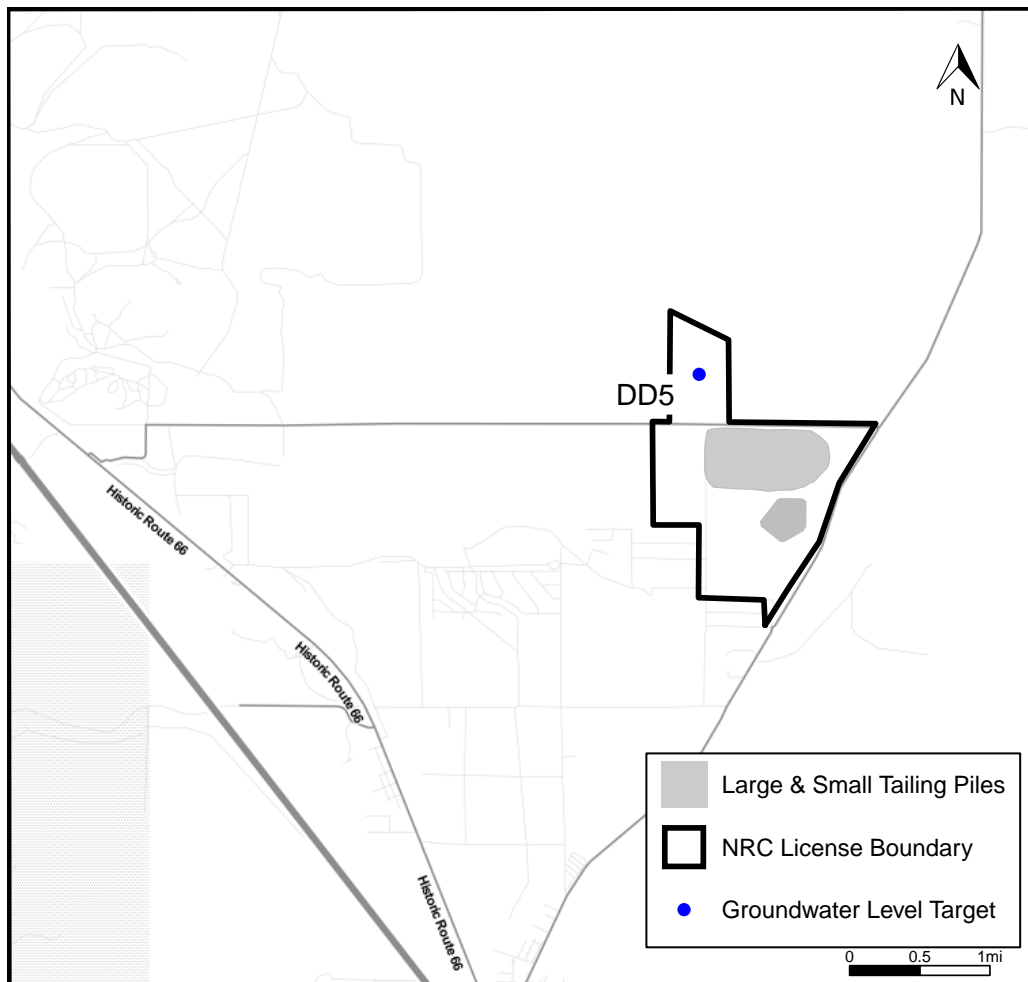 N
DD5
Historic Route 66
Historic Route 66
Historic Route 66
Large & Small Tailing Piles
NRC License Boundary
Groundwater Level Target
0 0.5 1mi